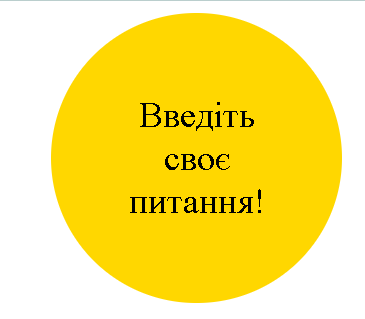 Введіть
своє
питання!